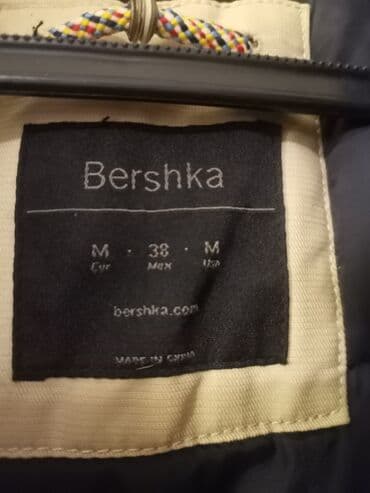 Bershka
M · 38 · M
Eur Mex USA
bershka.com
MADE IN CHINA